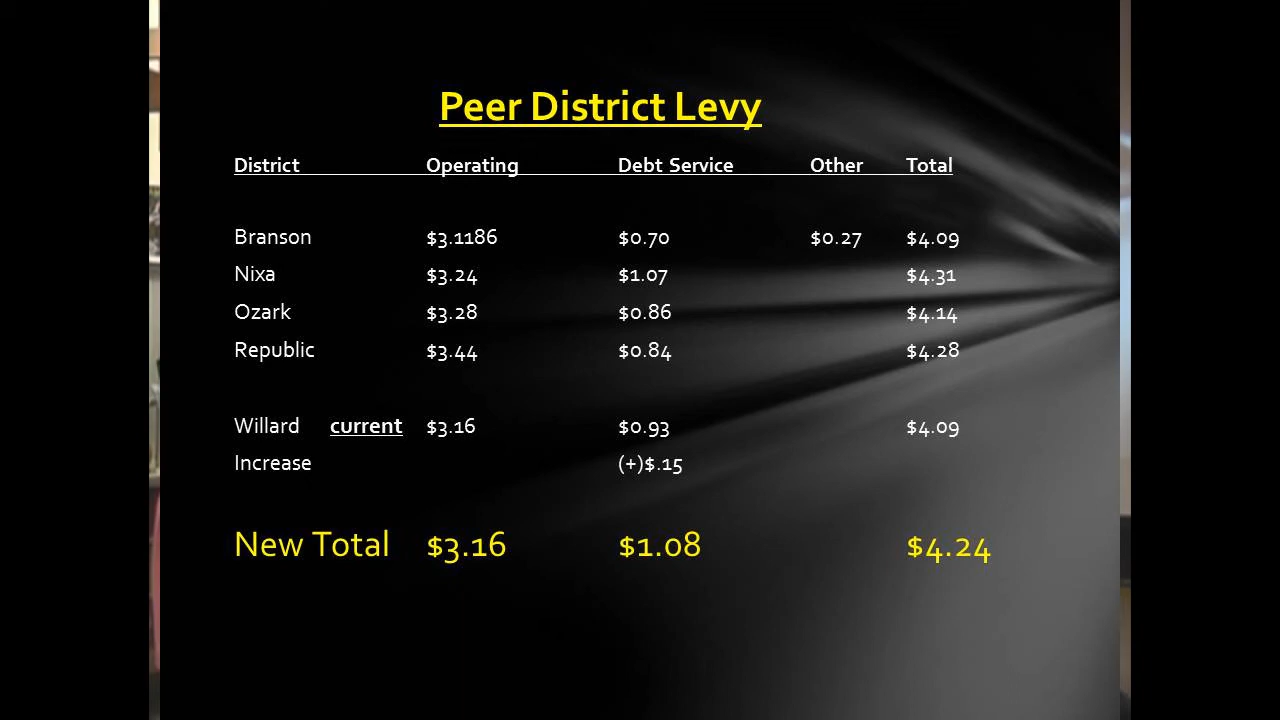 Peer District Levy
District Operating Debt Service Other Total
Branson $3.1186 $0.70 $0.27 $4.09
Nixa $3.24 $1.07 $4.31
Ozark $3.28 $0.86 $4.14
Republic $3.44 $0.84 $4.28
Willard current $3.16 $0.93 $4.09
Increase (+)$.15
New Total $3.16 $1.08 $4.24